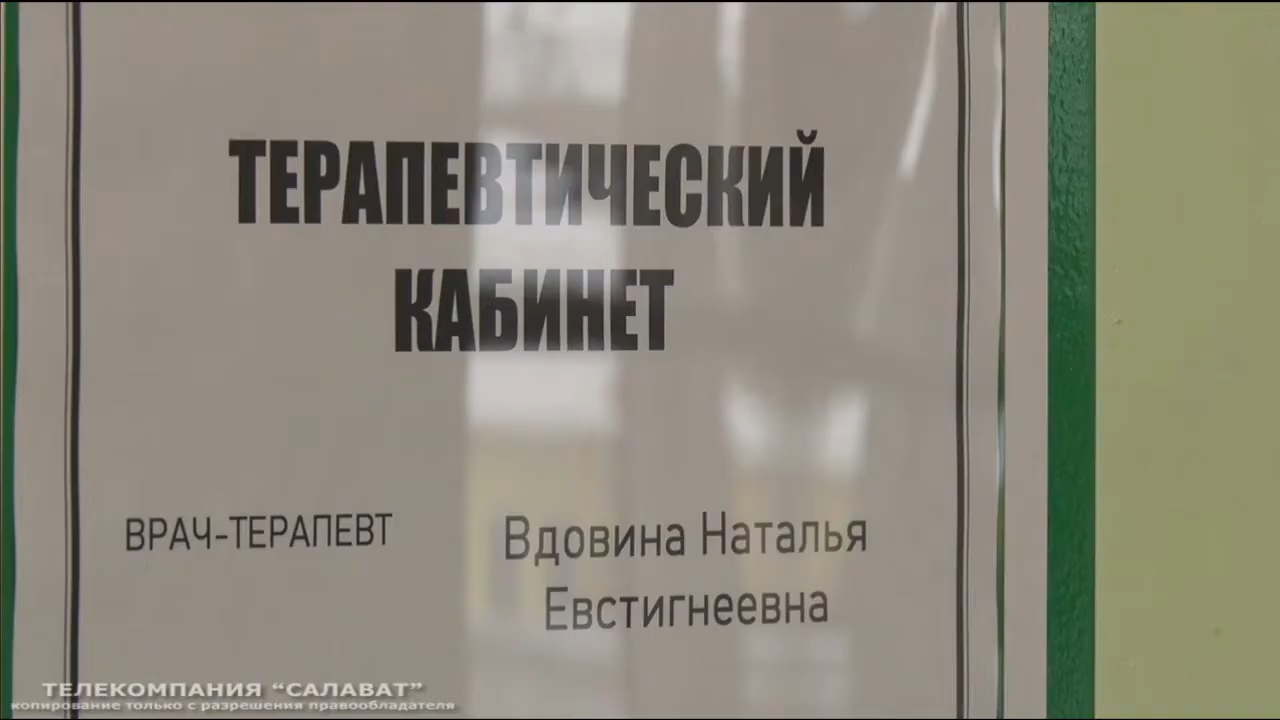 ТЕРАПЕВТИЧЕСКИЙ
КАБИНЕТ
ВРАЧ-ТЕРАПЕВТ Вдовина Наталья
Евстигнеевна
ТЕЛЕКОМПАНИЯ “САЛАВАТ”
копирование только с разрешения правообладателя